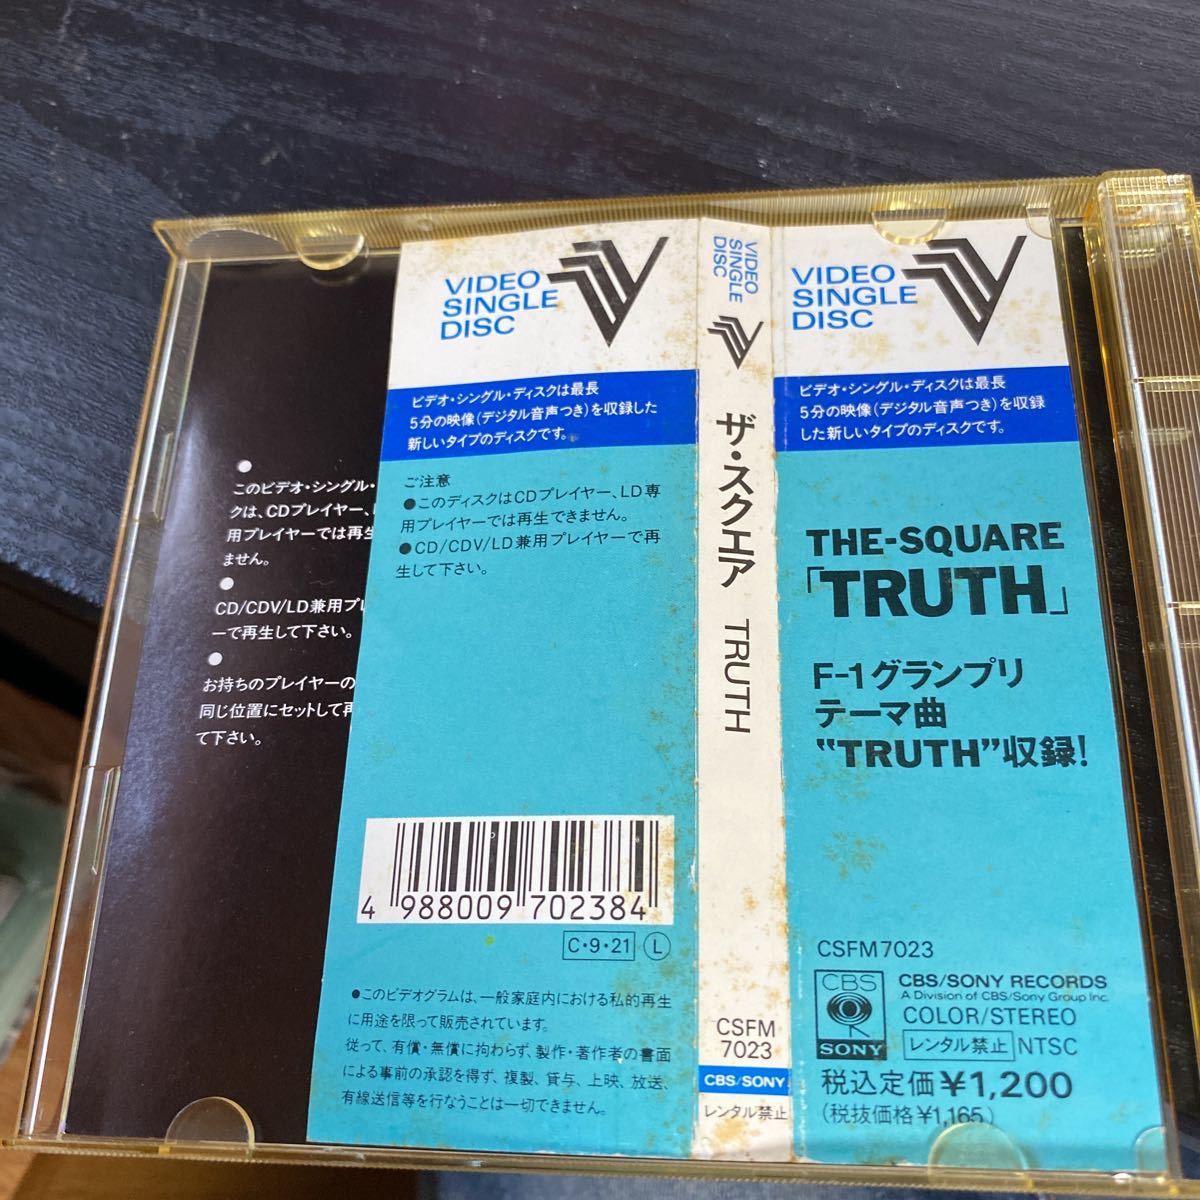 ●
このビデオ・シングル・
クは、CDプレイヤー、
用プレイヤーでは再生
ません。
●
CD/CDV/LD兼用プレ
ーで再生して下さい。
●
お持ちのプレイヤーの
同じ位置にセットして再
て下さい。
VIDEO
SINGLE
DISC
ビデオ・シングル・ディスクは最長
5分の映像(デジタル音声つき)を収録した
新しいタイプのディスクです。
ご注意
●このディスクはCDプレイヤー、LD専
用プレイヤーでは再生できません。
●CD/CDV/LD兼用プレイヤーで再
生して下さい。
4 988009 702384
C・9・21 L
●このビデオグラムは、一般家庭内における私的再生
に用途を限って販売されています。
従って、有償・無償に拘わらず、製作・著作者の書面
による事前の承認を得ず、複製、貸与、上映、放送、
有線送信等を行なうことは一切できません。
VIDEO
SINGLE
DISC
ザ・スクエア TRUTH
CSFM
7023
CBS/SONY
レンタル禁止
VIDEO
SINGLE
DISC
ビデオ・シングル・ディスクは最長
5分の映像(デジタル音声つき)を収録
した新しいタイプのディスクです。
THE-SQUARE
「TRUTH」
F-1グランプリ
テーマ曲
“TRUTH”収録!
CSFM7023
CBS
SONY
CBS/SONY RECORDS
A Division of CBS/Sony Group Inc.
COLOR/STEREO
レンタル禁止 NTSC
税込定価¥1,200
(税抜価格¥1,165)